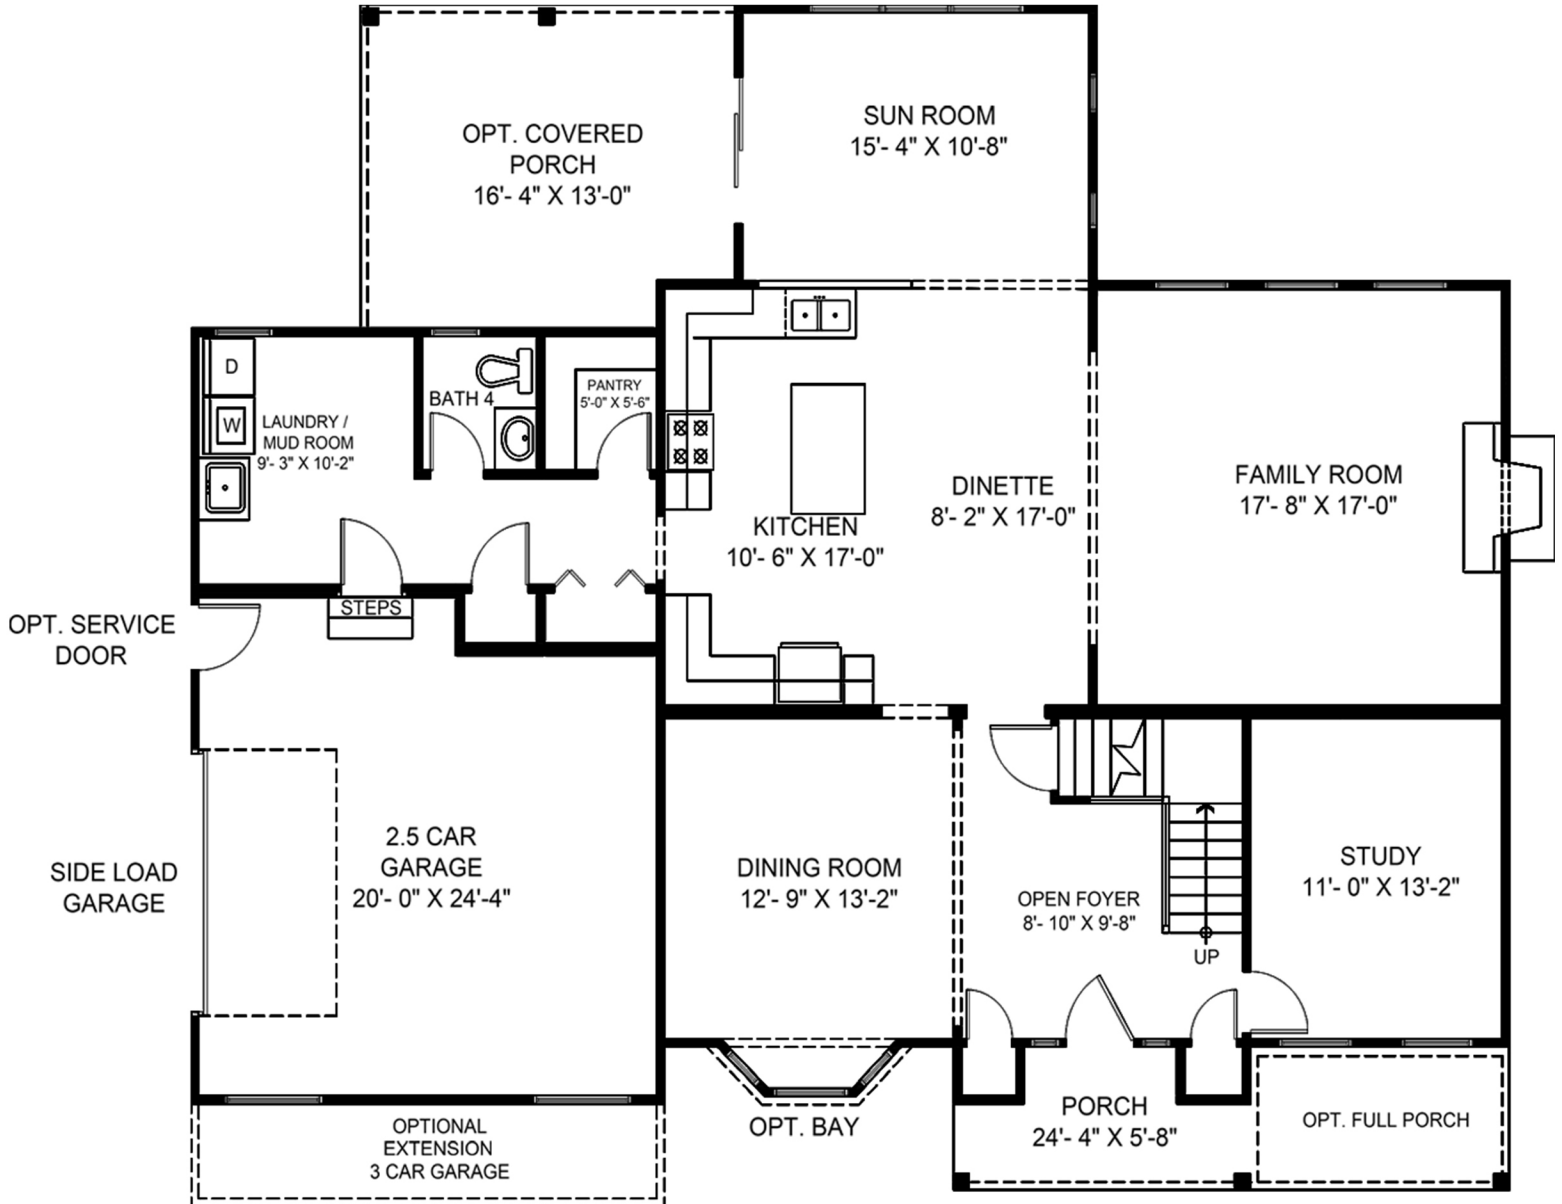 SUN ROOM
15'- 4" X 10'-8"
OPT. COVERED
PORCH
16'- 4" X 13'-0"
D
W
LAUNDRY /
MUD ROOM
9'- 3" X 10'-2"
BATH 4
PANTRY
5'-0" X 5'-6"
KITCHEN
10'- 6" X 17'-0"
DINETTE
8'- 2" X 17'-0"
FAMILY ROOM
17'- 8" X 17'-0"
STEPS
OPT. SERVICE
DOOR
SIDE LOAD
GARAGE
2.5 CAR
GARAGE
20'- 0" X 24'-4"
DINING ROOM
12'- 9" X 13'-2"
OPEN FOYER
8'- 10" X 9'-8"
UP
STUDY
11'- 0" X 13'-2"
OPTIONAL
EXTENSION
3 CAR GARAGE
OPT. BAY
PORCH
24'- 4" X 5'-8"
OPT. FULL PORCH